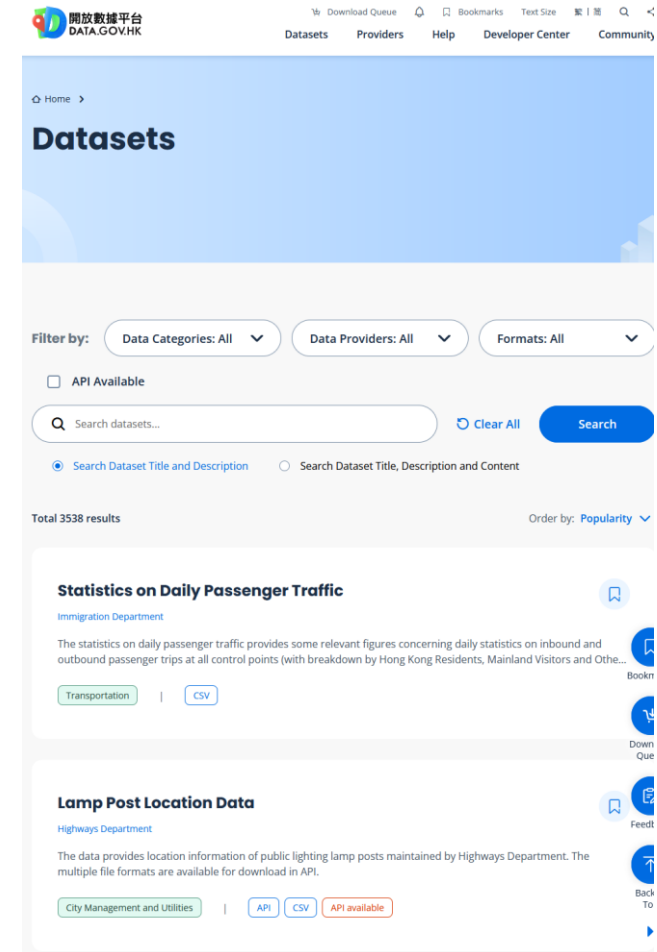 開放數據平台
DATA.GOV.HK
Download Queue
Bookmarks
Text Size
繁 | 簡
Datasets
Providers
Help
Developer Center
Community
Home >
Datasets
Filter by:
Data Categories: All
Data Providers: All
Formats: All
API Available
Search datasets...
Clear All
Search
Search Dataset Title and Description
Search Dataset Title, Description and Content
Total 3538 results
Order by: Popularity
Statistics on Daily Passenger Traffic
Immigration Department
The statistics on daily passenger traffic provides some relevant figures concerning daily statistics on inbound and
outbound passenger trips at all control points (with breakdown by Hong Kong Residents, Mainland Visitors and Othe...
Transportation | CSV
Bookm
Down
Que
Lamp Post Location Data
Highways Department
The data provides location information of public lighting lamp posts maintained by Highways Department. The
multiple file formats are available for download in API.
City Management and Utilities | API CSV API available
Feedb
Back
To